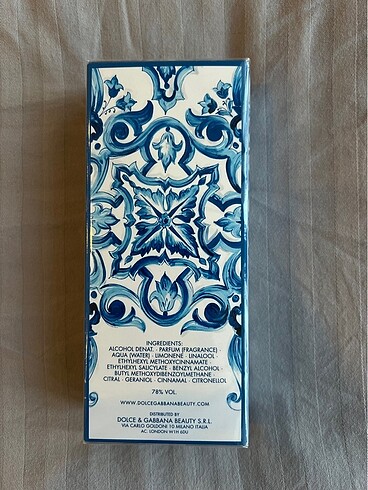 INGREDIENTS:
ALCOHOL DENAT. · PARFUM (FRAGRANCE)
AQUA (WATER) · LIMONENE · LINALOOL ·
ETHYLHEXYL METHOXYCINNAMATE ·
ETHYLHEXYL SALICYLATE · BENZYL ALCOHOL ·
BUTYL METHOXYDIBENZOYLMETHANE ·
CITRAL · GERANIOL · CINNAMAL · CITRONELLOL
78% VOL.
WWW.DOLCEGABBANABEAUTY.COM
DISTRIBUTED BY
DOLCE & GABBANA BEAUTY S.R.L.
VIA CARLO GOLDONI 10 MILANO ITALIA
AC. LONDON W1H 6DU